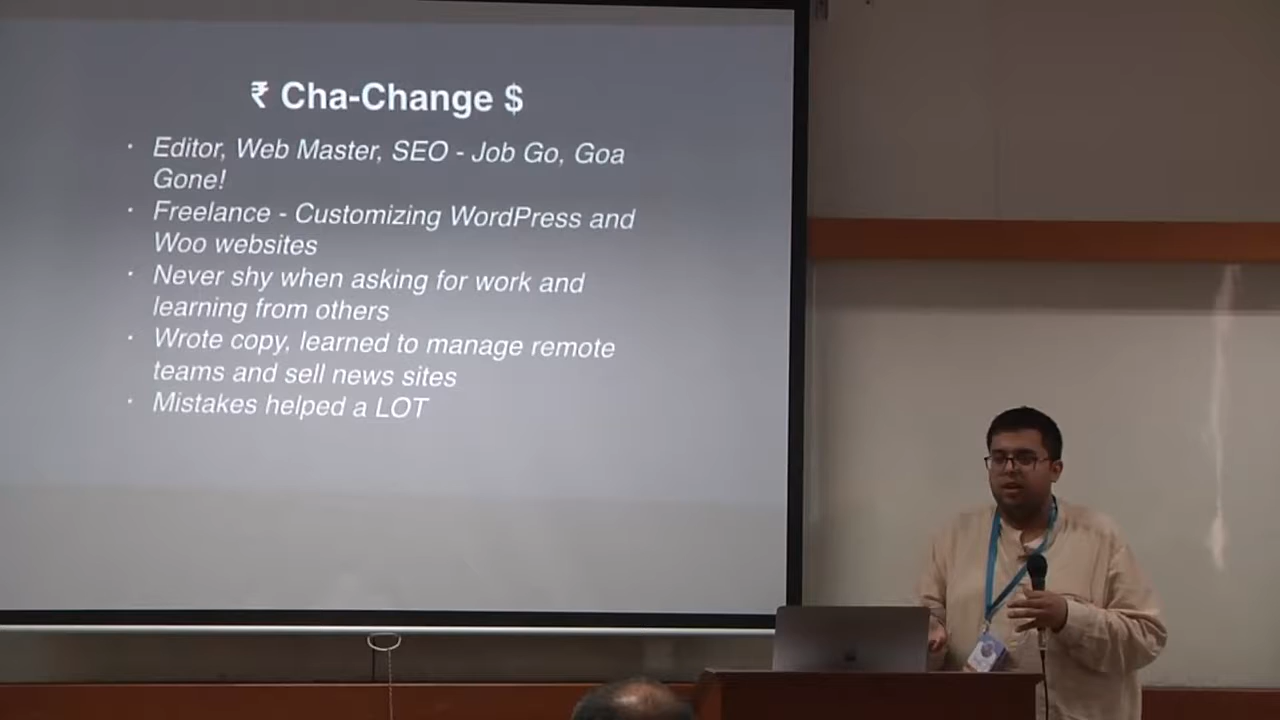 ₹ Cha-Change $
· Editor, Web Master, SEO - Job Go, Goa
Gone!
· Freelance - Customizing WordPress and
Woo websites
· Never shy when asking for work and
learning from others
· Wrote copy, learned to manage remote
teams and sell news sites
· Mistakes helped a LOT